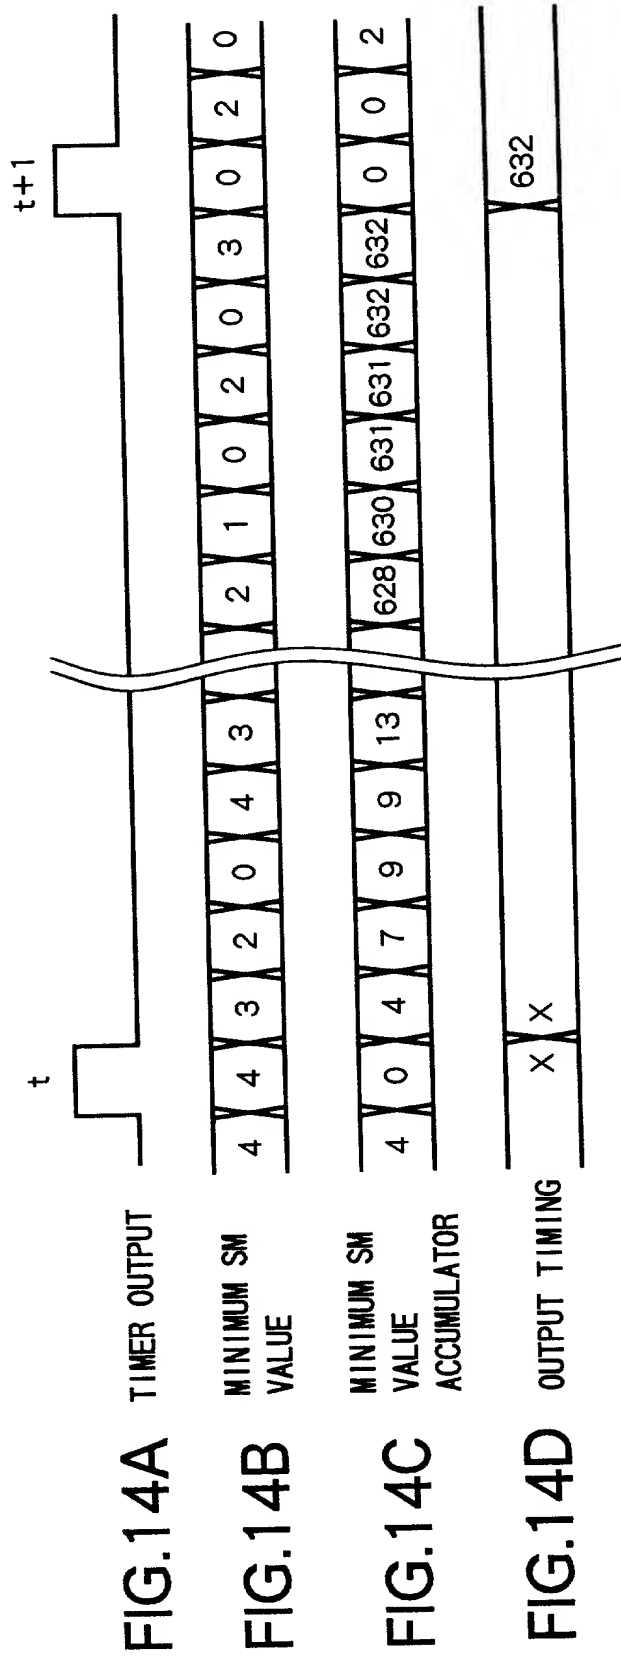 t t+1
FIG.14A TIMER OUTPUT
FIG.14B MINIMUM SM
VALUE
4 4 3 2 0 4 3 2 1 0 2 0 3 0 2 0
FIG.14C MINIMUM SM
VALUE
ACCUMULATOR
4 0 4 7 9 9 13 628 630 631 631 632 632 0 0 2
FIG.14D OUTPUT TIMING
X X 632